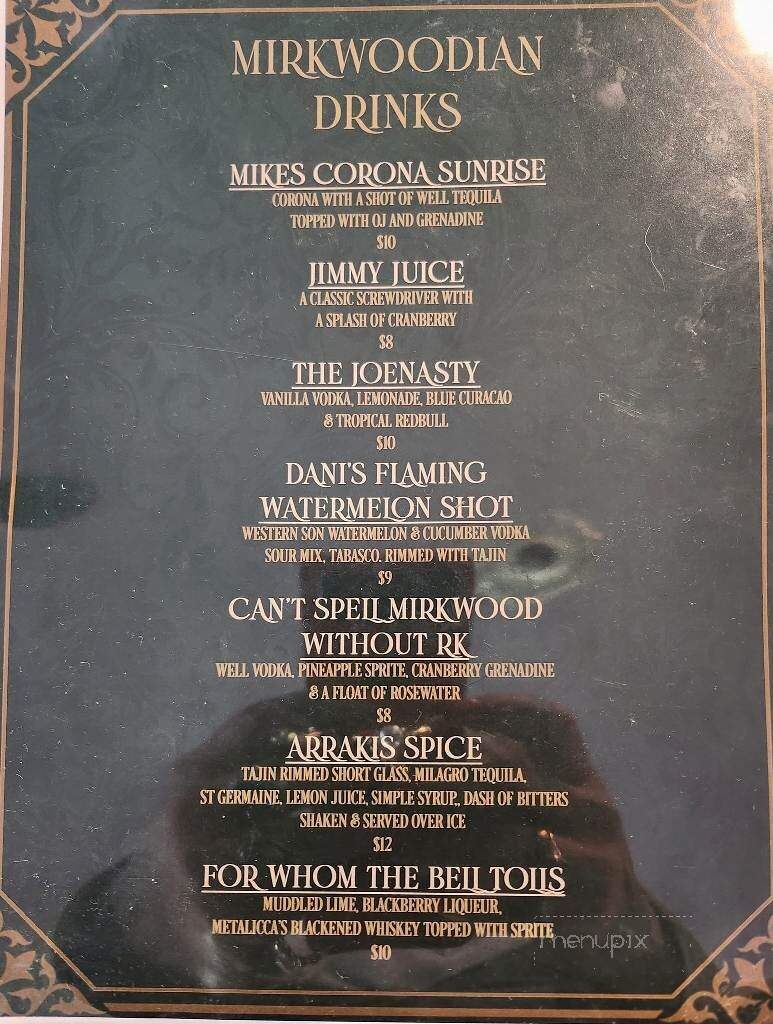 MIRKWOODIAN
DRINKS
MIKES CORONA SUNRISE
CORONA WITH A SHOT OF WELL TEQUILA
TOPPED WITH OJ AND GRENADINE
$10
JIMMY JUICE
A CLASSIC SCREWDRIVER WITH
A SPLASH OF CRANBERRY
$8
THE JOENASTY
VANILLA VODKA, LEMONADE, BLUE CURACAO
& TROPICAL REDBULL
$10
DANI'S FLAMING
WATERMELON SHOT
WESTERN SON WATERMELON & CUCUMBER VODKA
SOUR MIX, TABASCO, RIMMED WITH TAJIN
$9
CAN'T SPELL MIRKWOOD
WITHOUT RK
WELL VODKA, PINEAPPLE SPRITE, CRANBERRY GRENADINE
& A FLOAT OF ROSEWATER
$8
ARRAKIS SPICE
TAJIN RIMMED SHORT GLASS, MILAGRO TEQUILA,
ST GERMAINE, LEMON JUICE, SIMPLE SYRUP,, DASH OF BITTERS
SHAKEN & SERVED OVER ICE
$12
FOR WHOM THE BELL TOLLS
MUDDLED LIME, BLACKBERRY LIQUEUR,
METALICCA'S BLACKENED WHISKEY TOPPED WITH SPRITE
$10
menupix